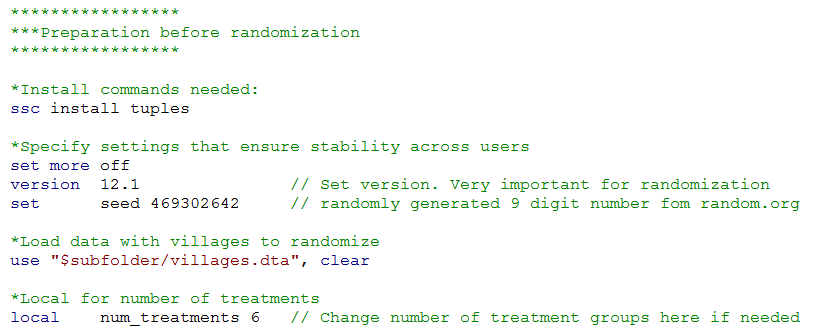 *****************
***Preparation before randomization
*****************
*Install commands needed:
ssc install tuples
*Specify settings that ensure stability across users
set more off
version  12.1               // Set version. Very important for randomization
set      seed 469302642     // randomly generated 9 digit number fom random.org
*Load data with villages to randomize
use "$subfolder/villages.dta", clear
*Local for number of treatments
local    num_treatments 6   // Change number of treatment groups here if needed